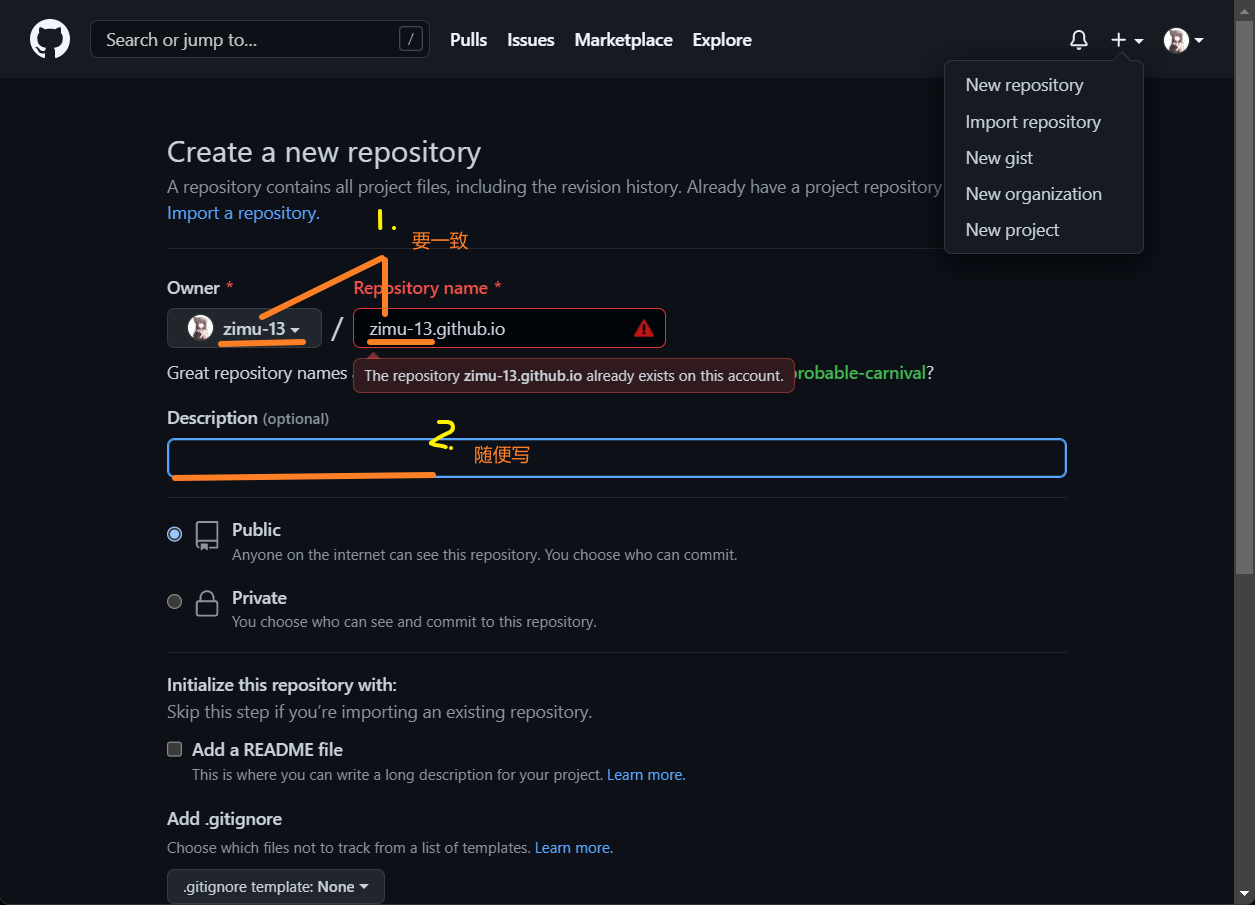 Search or jump to... /
Pulls Issues Marketplace Explore
New repository
Import repository
New gist
New organization
New project
Create a new repository
A repository contains all project files, including the revision history. Already have a project repository
Import a repository.
1.
要一致
Owner * Repository name *
zimu-13 / zimu-13.github.io
Great repository names
The repository zimu-13.github.io already exists on this account.
robable-carnival?
Description (optional)
2.
随便写
Public
Anyone on the internet can see this repository. You choose who can commit.
Private
You choose who can see and commit to this repository.
Initialize this repository with:
Skip this step if you’re importing an existing repository.
Add a README file
This is where you can write a long description for your project. Learn more.
Add .gitignore
Choose which files not to track from a list of templates. Learn more.
.gitignore template: None